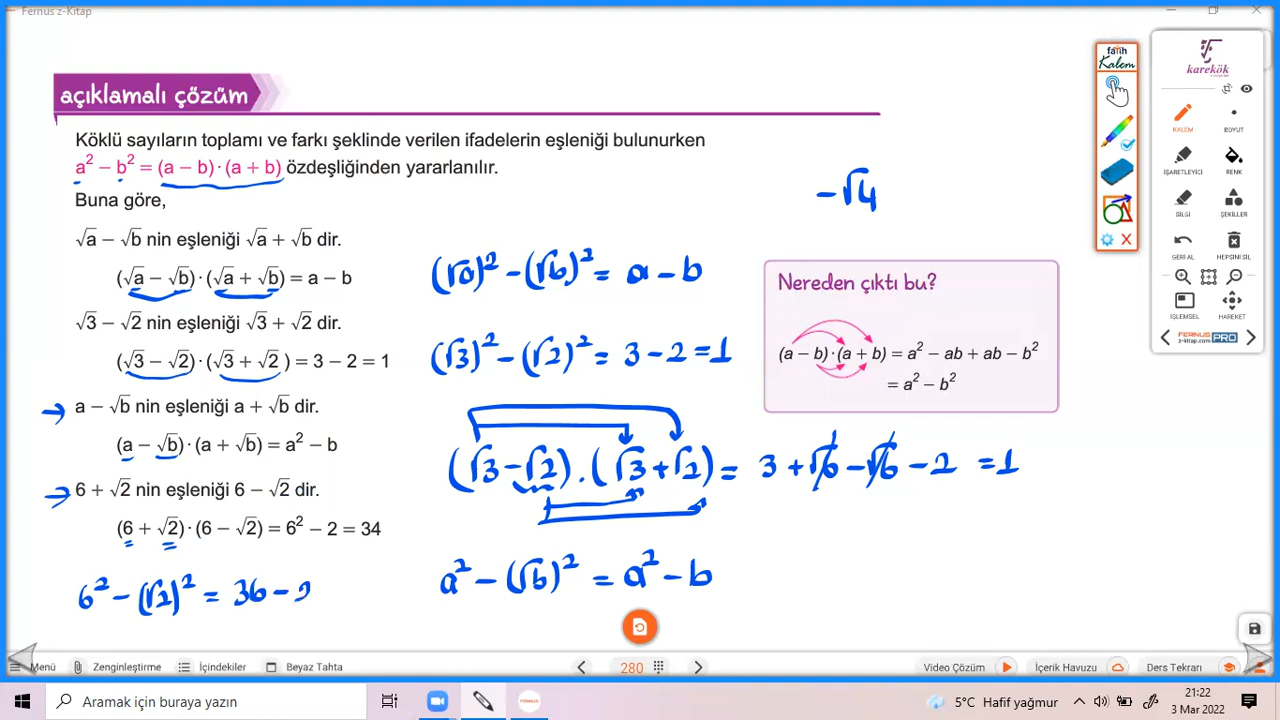 Fernus z-Kitap
açıklamalı çözüm
Köklü sayıların toplamı ve farkı şeklinde verilen ifadelerin eşleniği bulunurken
a² − b² = (a − b)·(a + b) özdeşliğinden yararlanılır.
Buna göre,
√a − √b nin eşleniği √a + √b dir.
(√a − √b)·(√a + √b) = a − b
√3 − √2 nin eşleniği √3 + √2 dir.
(√3 − √2)·(√3 + √2 ) = 3 − 2 = 1
a − √b nin eşleniği a + √b dir.
(a − √b)·(a + √b) = a² − b
6 + √2 nin eşleniği 6 − √2 dir.
(6 + √2)·(6 − √2) = 6² − 2 = 34
6² − (√2)² = 36 − 2
−√4
(√a)² − (√b)² = a − b
(√3)² − (√2)² = 3 − 2 = 1
(√3 − √2).(√3 + √2) = 3 + √6 − √6 − 2 = 1
a² − (√b)² = a² − b
Nereden çıktı bu?
(a − b)·(a + b) = a² − ab + ab − b²
= a² − b²
fatih
Kalem
karekök
KALEM
BOYUT
İŞARETLEYİCİ
RENK
SİLGİ
ŞEKİLLER
GERİ AL
HEPSİNİ SİL
İŞLEMSEL
HAREKET
FERNUS PRO
z-kitap.com
Menü
Zenginleştirme
İçindekiler
Beyaz Tahta
280
Video Çözüm
İçerik Havuzu
Ders Tekrarı
Aramak için buraya yazın
FERNUS
5°C Hafif yağmur
21:22
3 Mar 2022